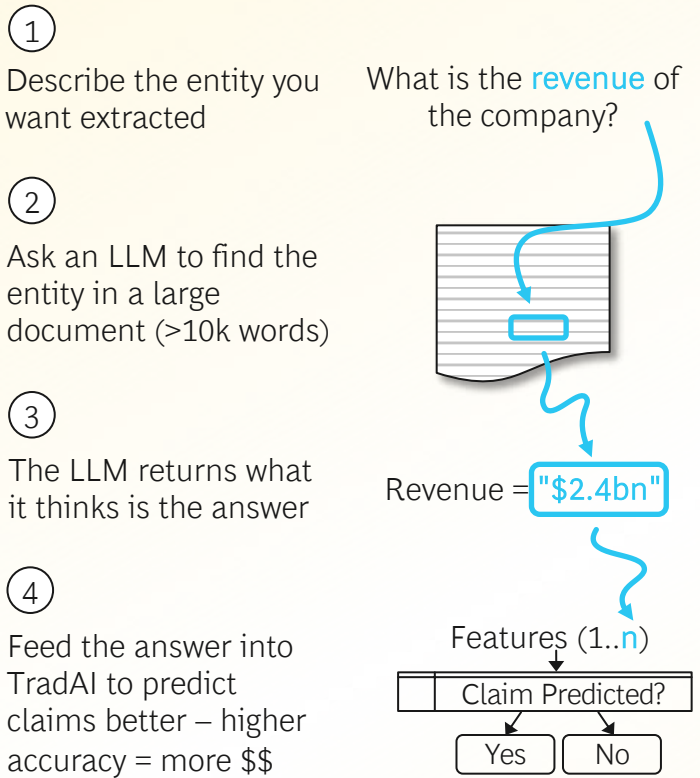 1
Describe the entity you
want extracted
What is the revenue of
the company?
2
Ask an LLM to find the
entity in a large
document (>10k words)
3
The LLM returns what
it thinks is the answer
Revenue = "$2.4bn"
4
Feed the answer into
TradAI to predict
claims better – higher
accuracy = more $$
Features (1..n)
Claim Predicted?
Yes
No